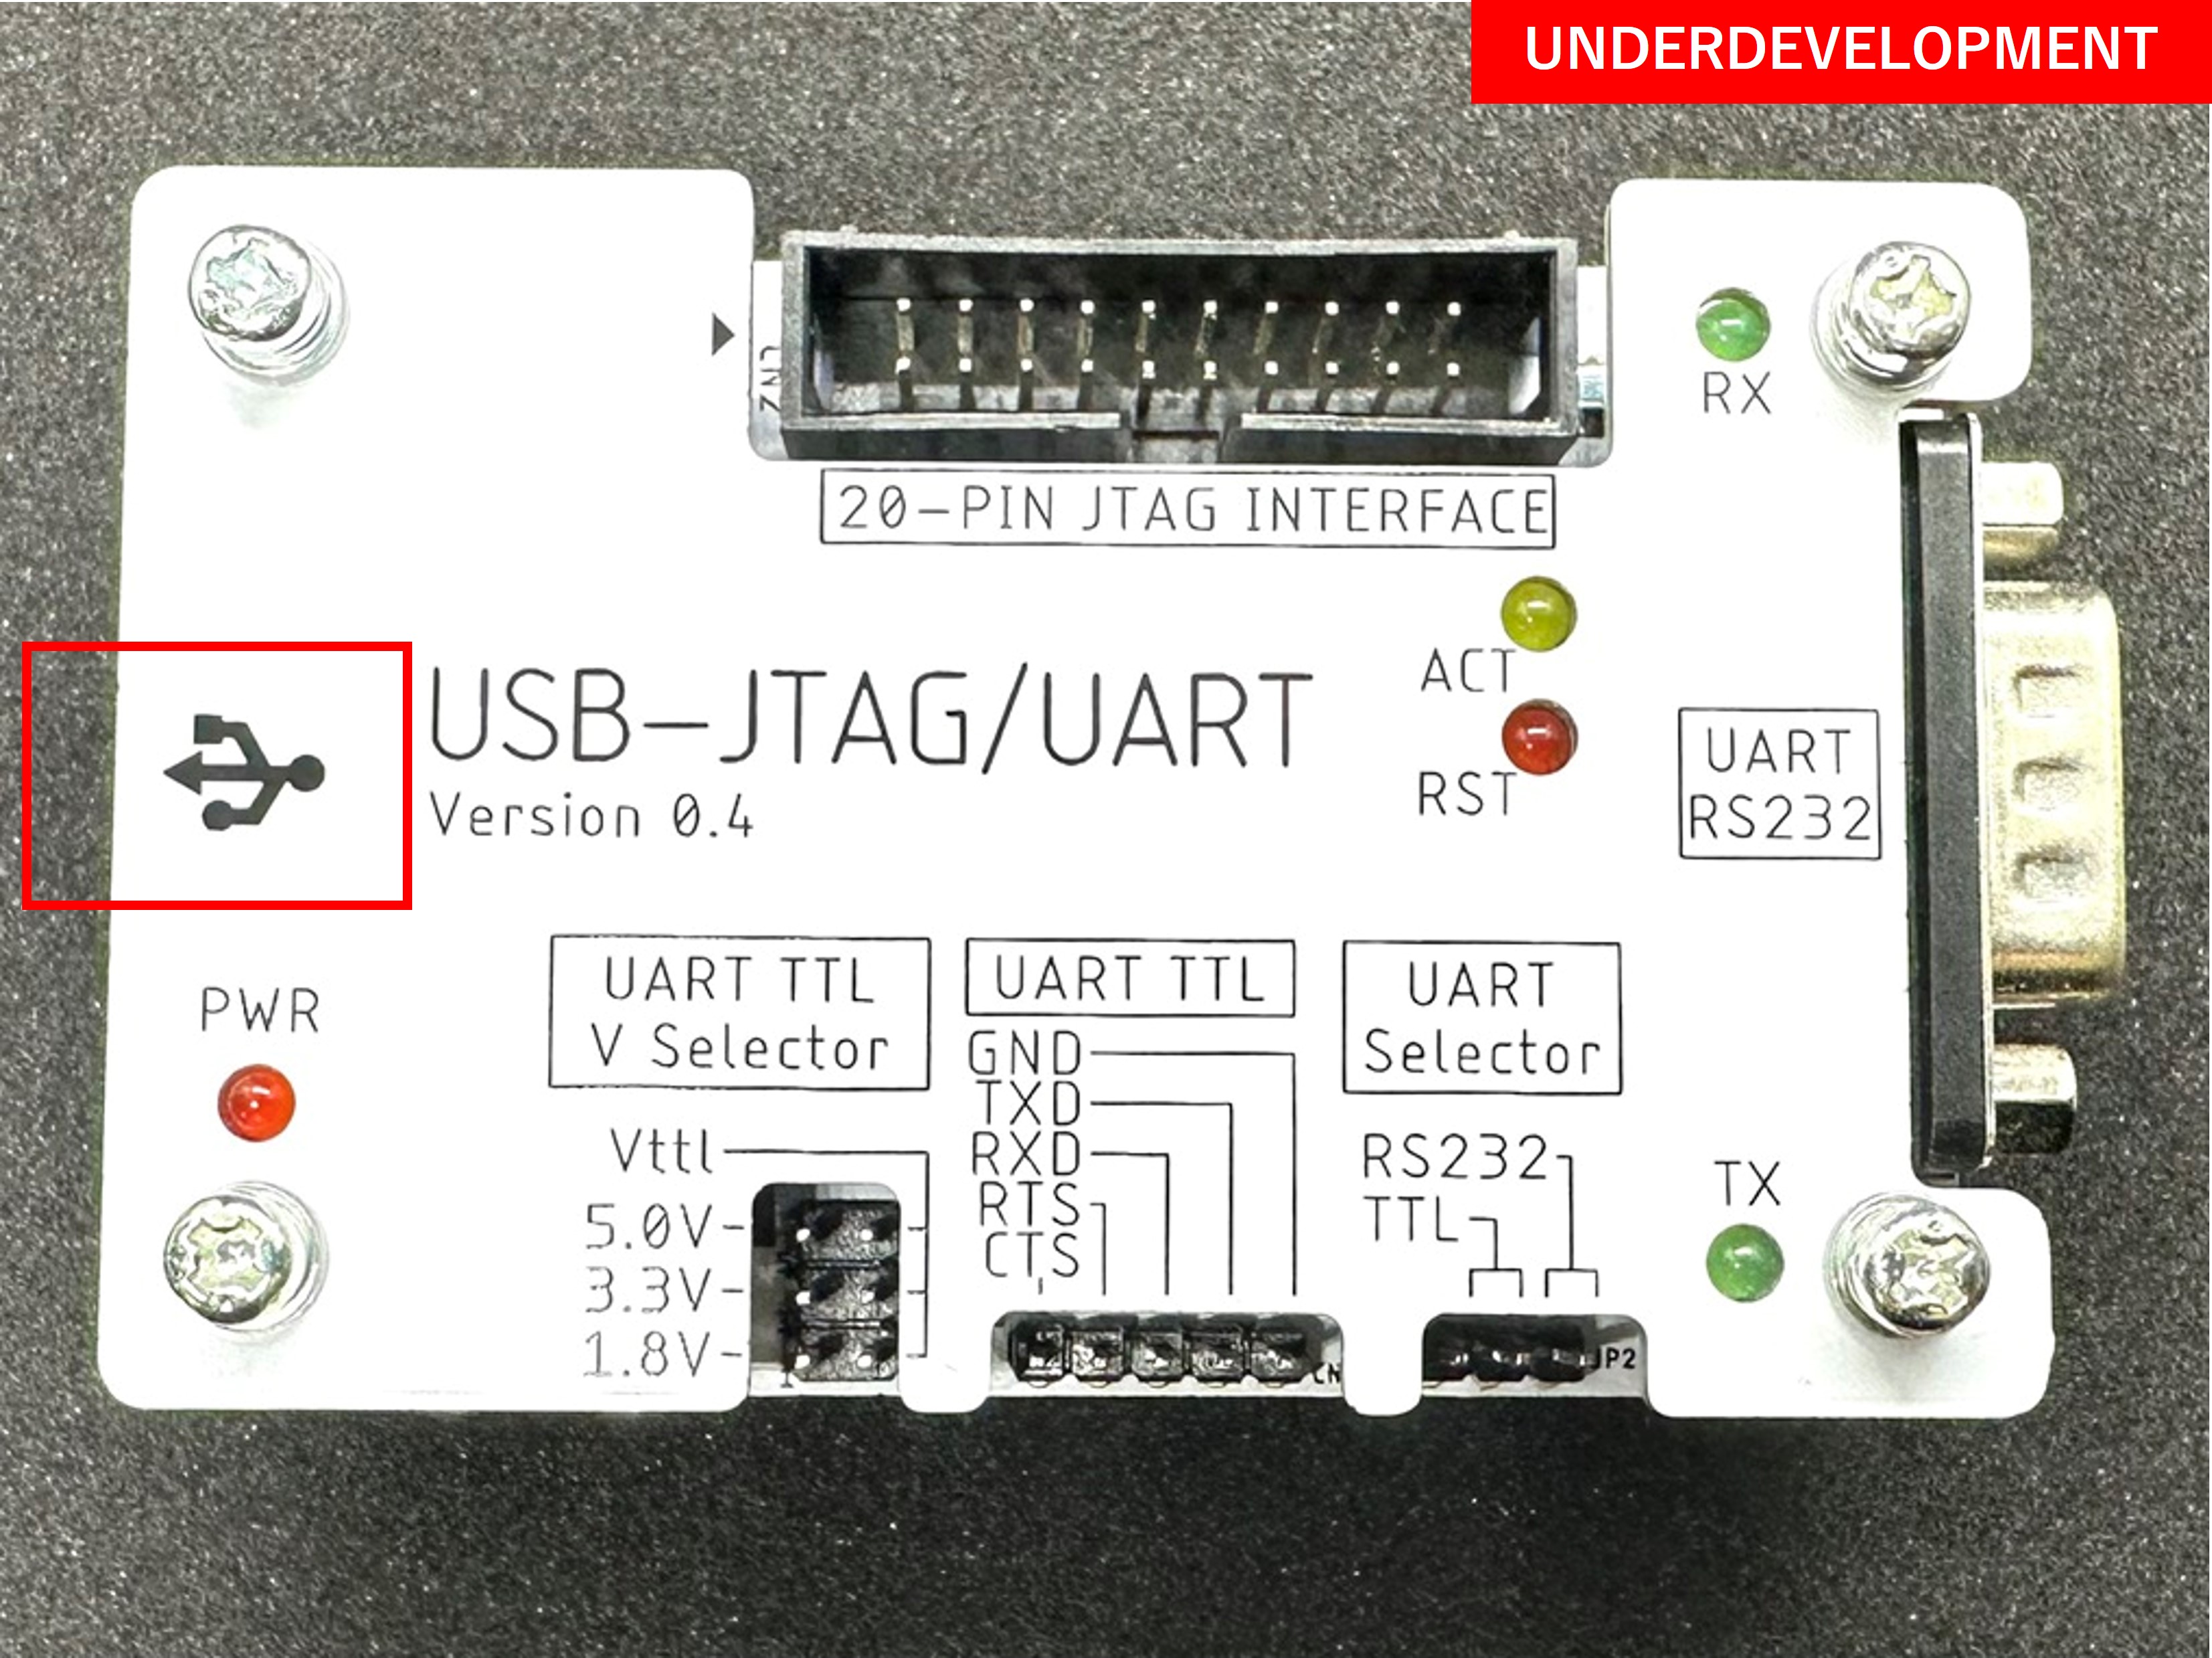 UNDERDEVELOPMENT
RX
20-PIN JTAG INTERFACE
USB-JTAG/UART
Version 0.4
ACT
RST
UART
RS232
PWR
UART TTL
V Selector
Vttl
5.0V
3.3V
1.8V
UART TTL
GND
TXD
RXD
RTS
CTS
UART
Selector
RS232
TTL
TX
JP2